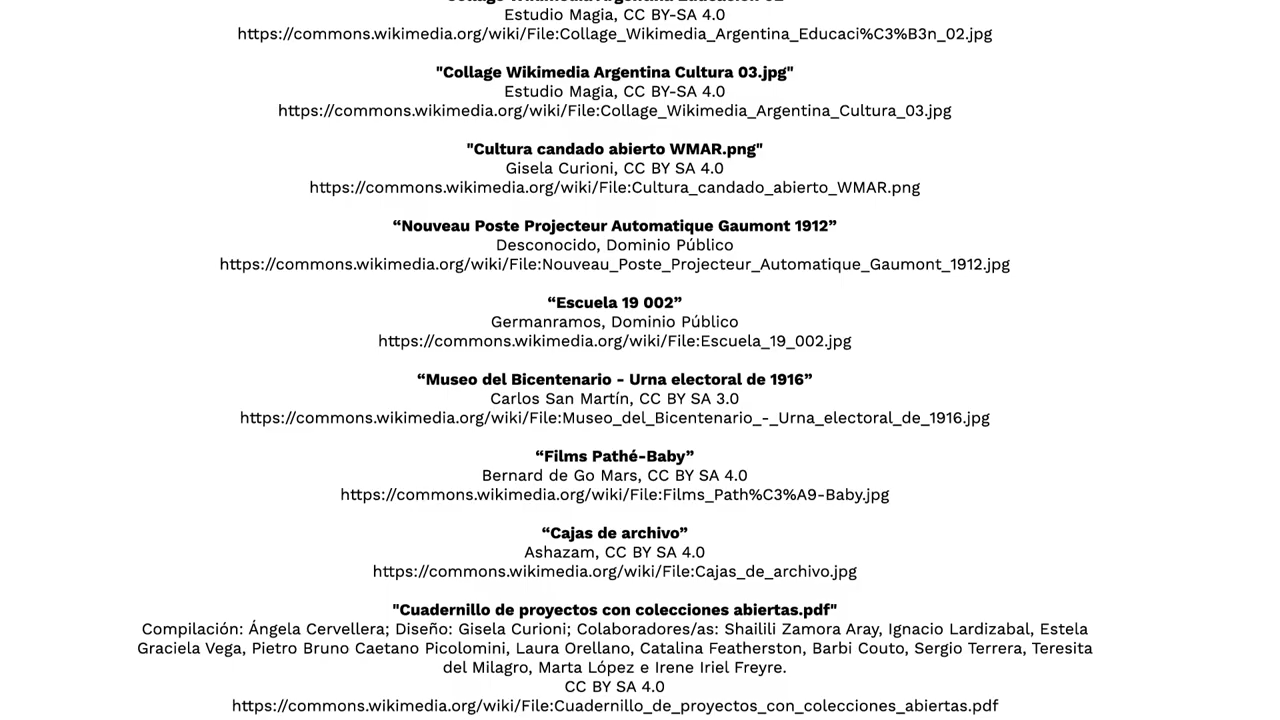 Estudio Magia, CC BY-SA 4.0
https://commons.wikimedia.org/wiki/File:Collage_Wikimedia_Argentina_Educaci%C3%B3n_02.jpg
"Collage Wikimedia Argentina Cultura 03.jpg"
Estudio Magia, CC BY-SA 4.0
https://commons.wikimedia.org/wiki/File:Collage_Wikimedia_Argentina_Cultura_03.jpg
"Cultura candado abierto WMAR.png"
Gisela Curioni, CC BY SA 4.0
https://commons.wikimedia.org/wiki/File:Cultura_candado_abierto_WMAR.png
“Nouveau Poste Projecteur Automatique Gaumont 1912”
Desconocido, Dominio Público
https://commons.wikimedia.org/wiki/File:Nouveau_Poste_Projecteur_Automatique_Gaumont_1912.jpg
“Escuela 19 002”
Germanramos, Dominio Público
https://commons.wikimedia.org/wiki/File:Escuela_19_002.jpg
“Museo del Bicentenario - Urna electoral de 1916”
Carlos San Martín, CC BY SA 3.0
https://commons.wikimedia.org/wiki/File:Museo_del_Bicentenario_-_Urna_electoral_de_1916.jpg
“Films Pathé-Baby”
Bernard de Go Mars, CC BY SA 4.0
https://commons.wikimedia.org/wiki/File:Films_Path%C3%A9-Baby.jpg
“Cajas de archivo”
Ashazam, CC BY SA 4.0
https://commons.wikimedia.org/wiki/File:Cajas_de_archivo.jpg
"Cuadernillo de proyectos con colecciones abiertas.pdf"
Compilación: Ángela Cervellera; Diseño: Gisela Curioni; Colaboradores/as: Shailili Zamora Aray, Ignacio Lardizabal, Estela
Graciela Vega, Pietro Bruno Caetano Picolomini, Laura Orellano, Catalina Featherston, Barbi Couto, Sergio Terrera, Teresita
del Milagro, Marta López e Irene Iriel Freyre.
CC BY SA 4.0
https://commons.wikimedia.org/wiki/File:Cuadernillo_de_proyectos_con_colecciones_abiertas.pdf